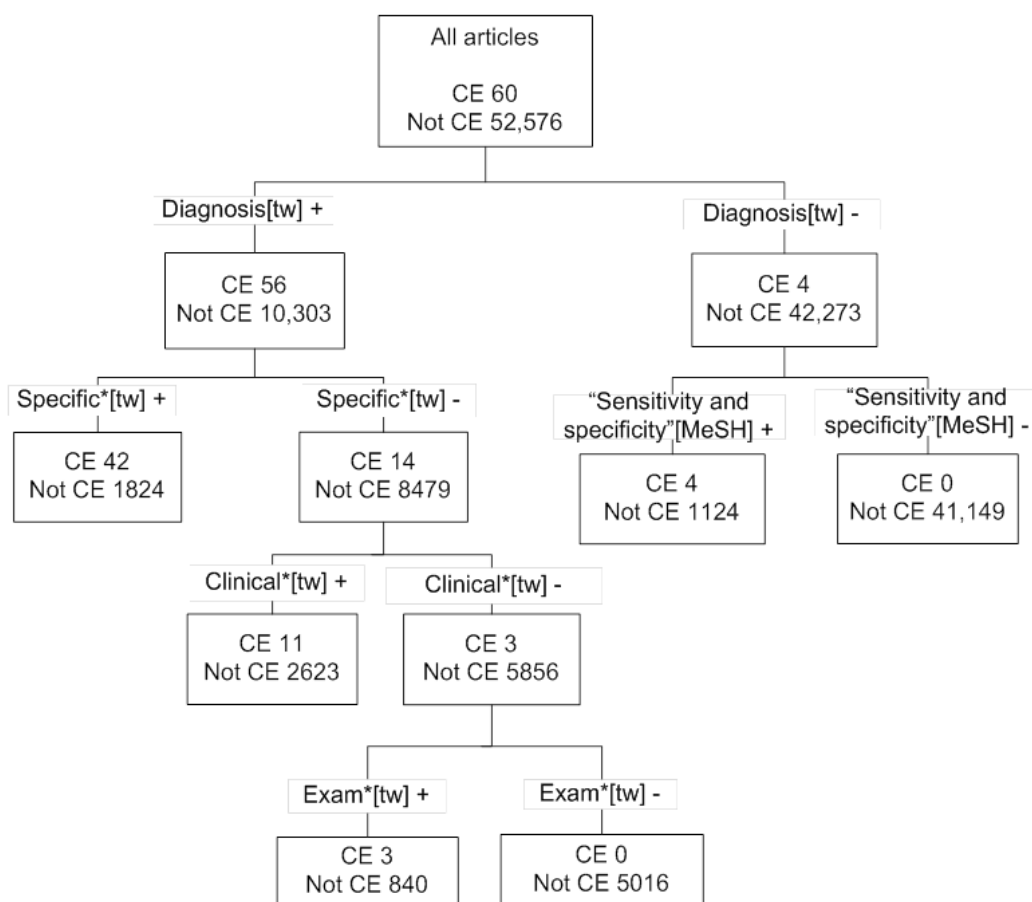 All articles
CE 60
Not CE 52,576
Diagnosis[tw] +
Diagnosis[tw] -
CE 56
Not CE 10,303
CE 4
Not CE 42,273
Specific*[tw] +
Specific*[tw] -
“Sensitivity and
specificity”[MeSH] +
“Sensitivity and
specificity”[MeSH] -
CE 42
Not CE 1824
CE 14
Not CE 8479
CE 4
Not CE 1124
CE 0
Not CE 41,149
Clinical*[tw] +
Clinical*[tw] -
CE 11
Not CE 2623
CE 3
Not CE 5856
Exam*[tw] +
Exam*[tw] -
CE 3
Not CE 840
CE 0
Not CE 5016